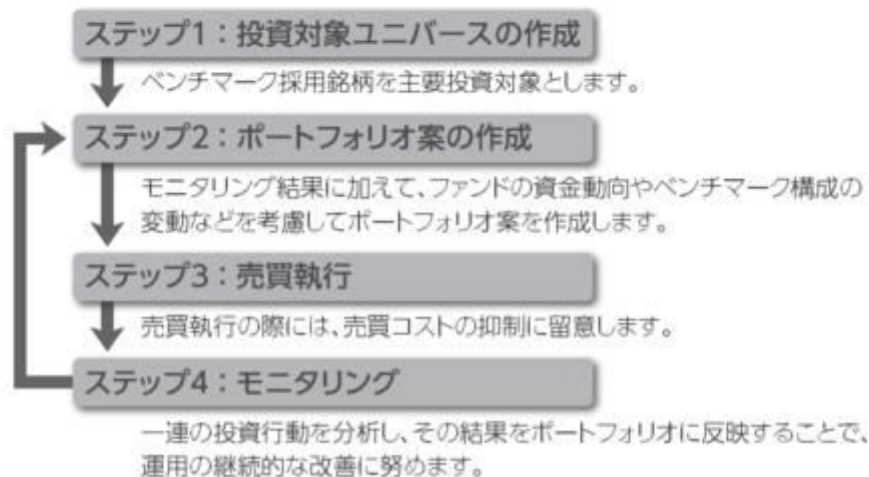 ステップ1：投資対象ユニバースの作成
ベンチマーク採用銘柄を主要投資対象とします。
ステップ2：ポートフォリオ案の作成
モニタリング結果に加えて、ファンドの資金動向やベンチマーク構成の
変動などを考慮してポートフォリオ案を作成します。
ステップ3：売買執行
売買執行の際には、売買コストの抑制に留意します。
ステップ4：モニタリング
一連の投資行動を分析し、その結果をポートフォリオに反映することで、
運用の継続的な改善に努めます。